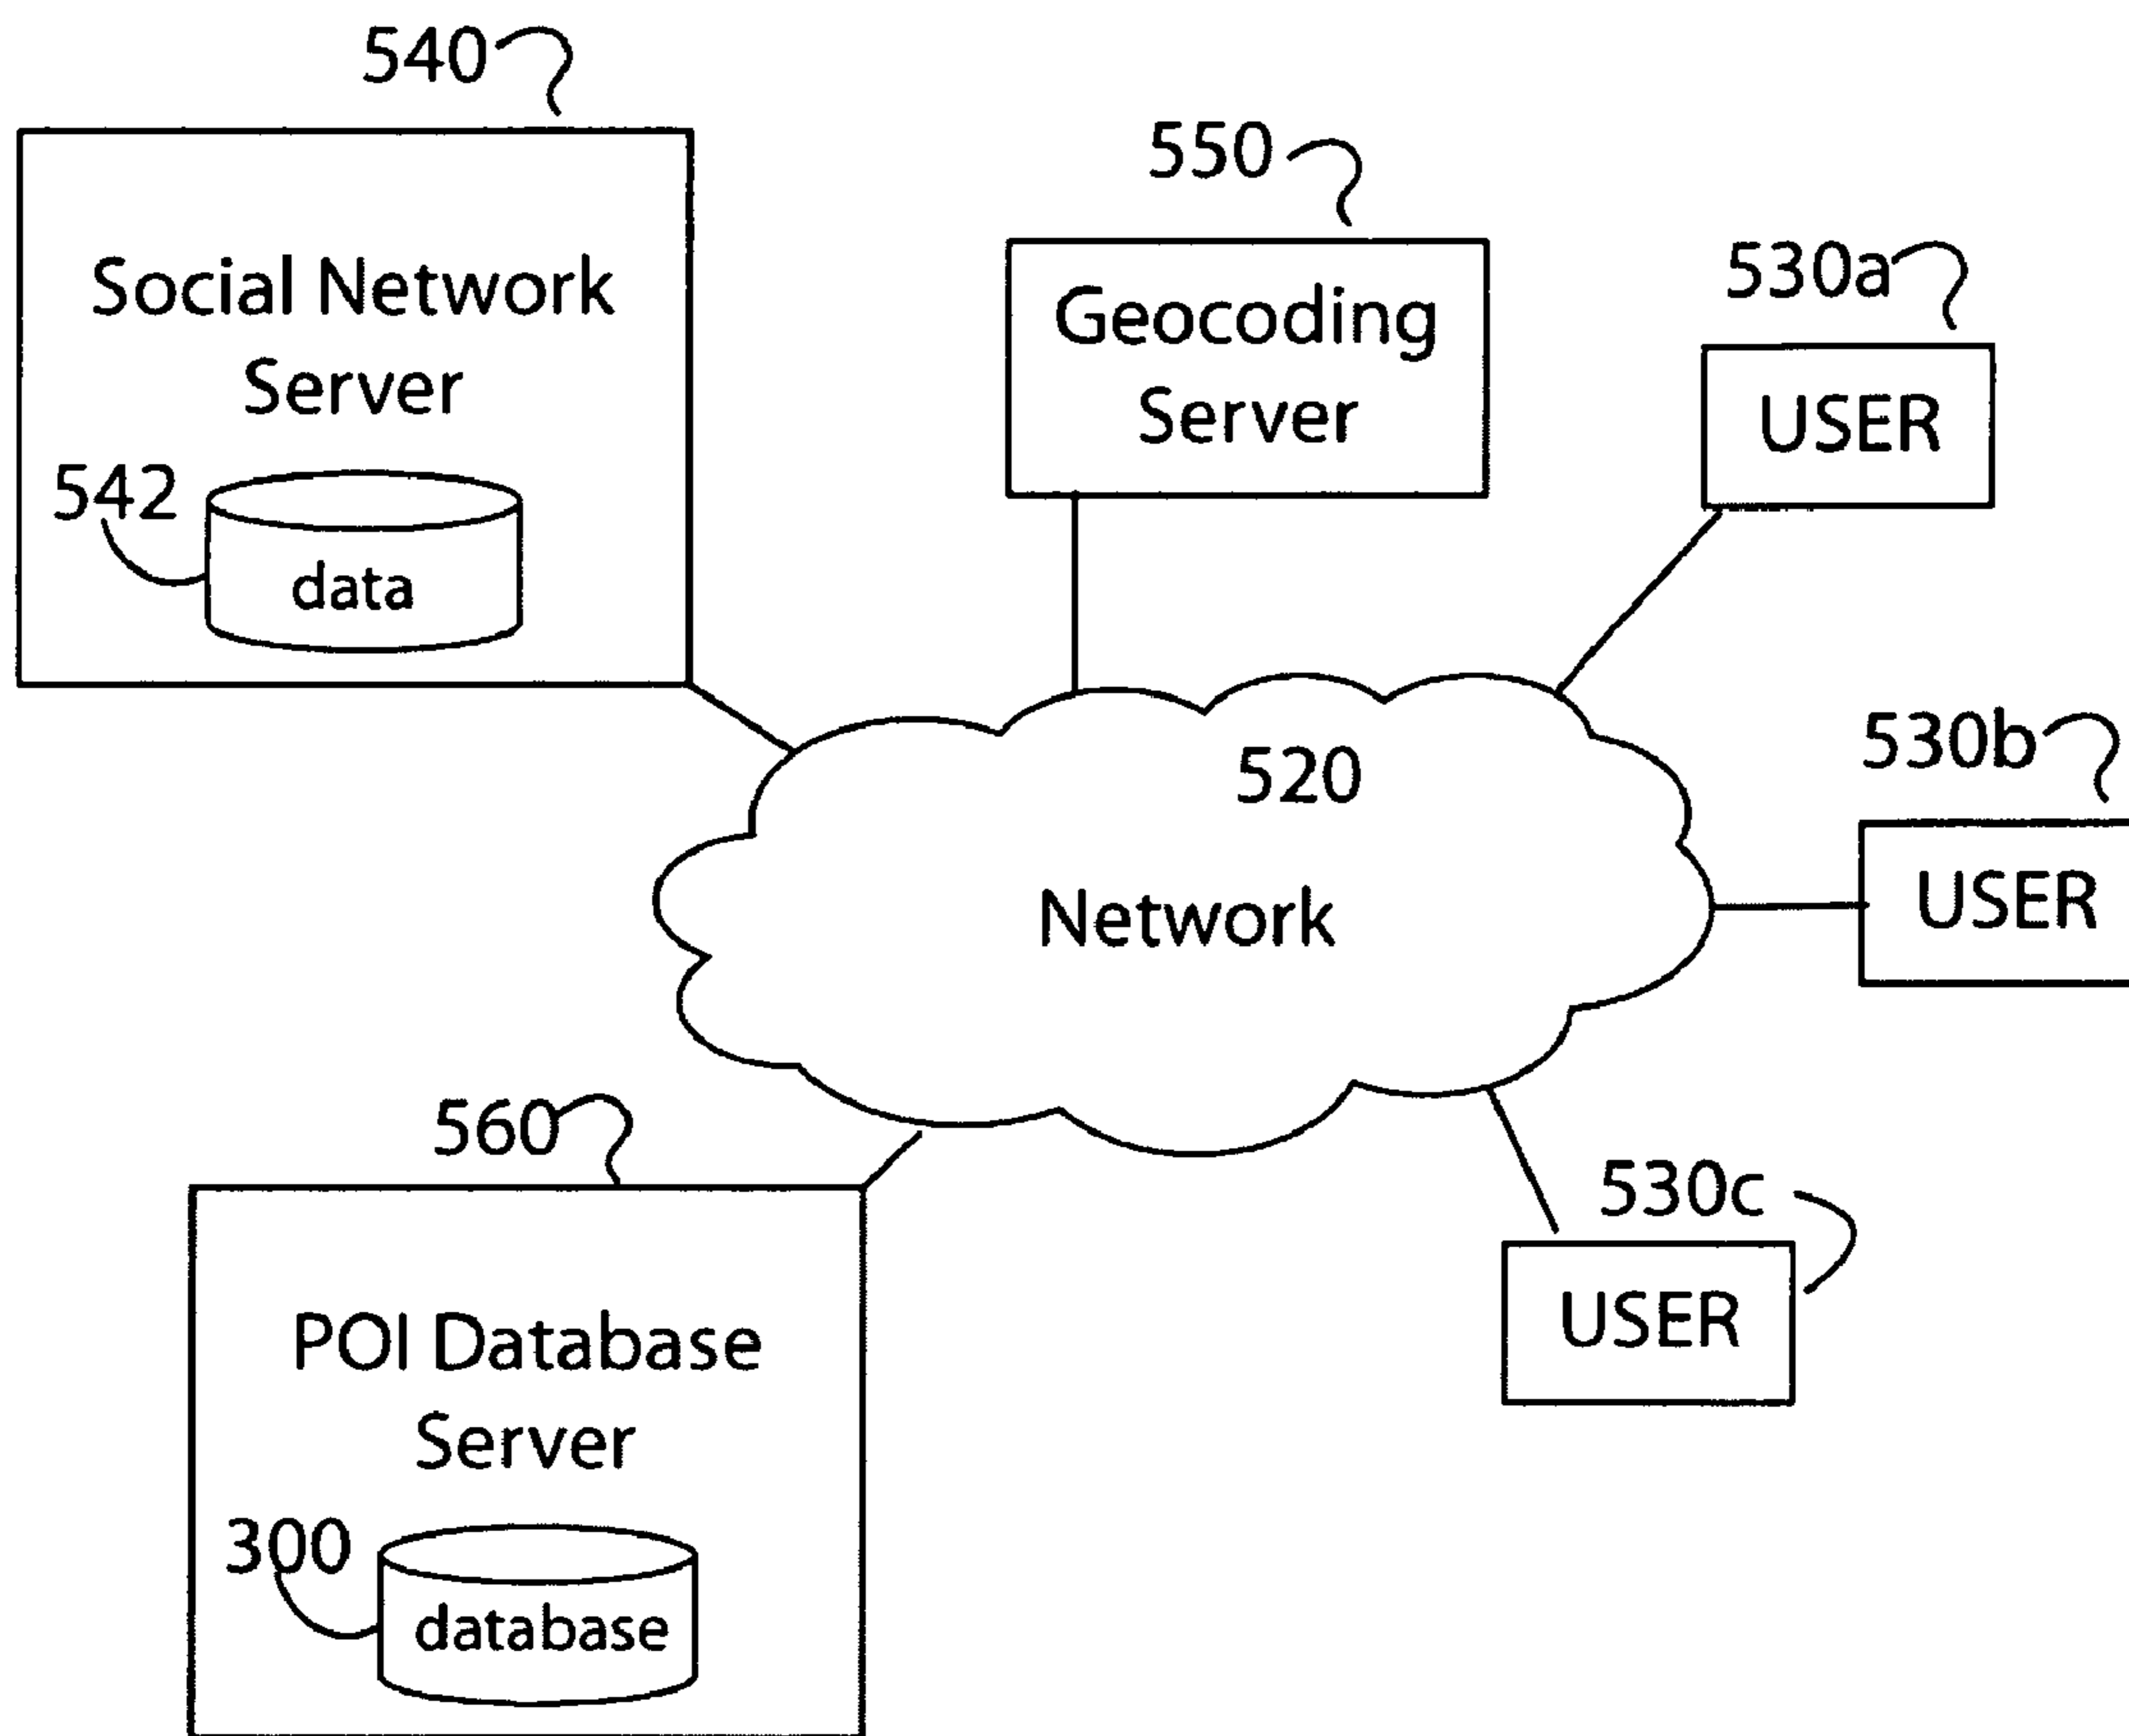 540
Social Network
Server
542
data
550
Geocoding
Server
530a
USER
520
Network
530b
USER
560
POI Database
Server
300
database
530c
USER